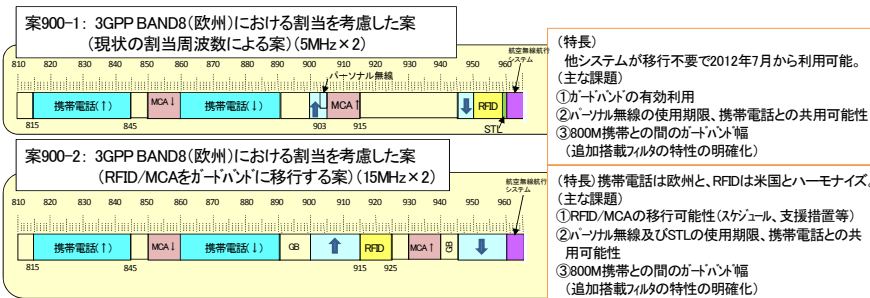 案900-1: 3GPP BAND8(欧州)における割当を考慮した案
(現状の割当周波数による案)(5MHz×2)
航空無線航行
システム
810 820 830 840 850 860 870 880 890 900 910 920 930 940 950 960
パーソナル無線
携帯電話(↑) MCA↓ 携帯電話(↓) ⬆ MCA↑ ⬇ RFID
815 845 903 915 STL
(特長)
他システムが移行不要で2012年7月から利用可能。
(主な課題)
①ガードバンドの有効利用
②パーソナル無線の使用期限、携帯電話との共用可能性
③800M携帯との間のガードバンド幅
(追加搭載フィルタの特性の明確化)
案900-2: 3GPP BAND8(欧州)における割当を考慮した案
(RFID/MCAをガードバンドに移行する案)(15MHz×2)
航空無線航行
システム
810 820 830 840 850 860 870 880 890 900 910 920 930 940 950 960
携帯電話(↑) MCA↓ 携帯電話(↓) GB ⬆ RFID MCA↑ GB ⬇
815 845 915 925
(特長)携帯電話は欧州と、RFIDは米国とハーモナイズ。
(主な課題)
①RFID/MCAの移行可能性(スケジュール、支援措置等)
②パーソナル無線及びSTLの使用期限、携帯電話との共
用可能性
③800M携帯との間のガードバンド幅
(追加搭載フィルタの特性の明確化)